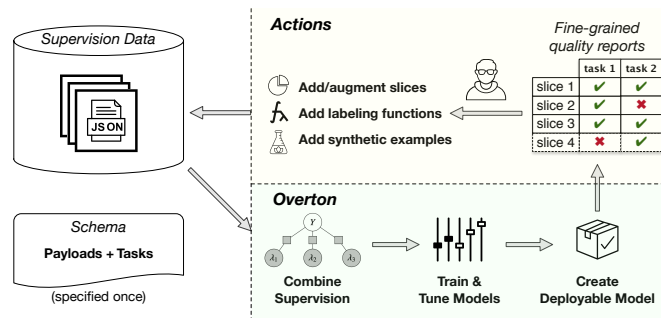 Supervision Data
JSON
Schema
Payloads + Tasks
(specified once)
Actions
Add/augment slices
fλ Add labeling functions
Add synthetic examples
Fine-grained
quality reports
task 1 task 2
slice 1 ✔ ✔
slice 2 ✔ ✖
slice 3 ✔ ✔
slice 4 ✖ ✔
Overton
Y
λ1 λ2 λ3
Combine
Supervision
Train &
Tune Models
Create
Deployable Model